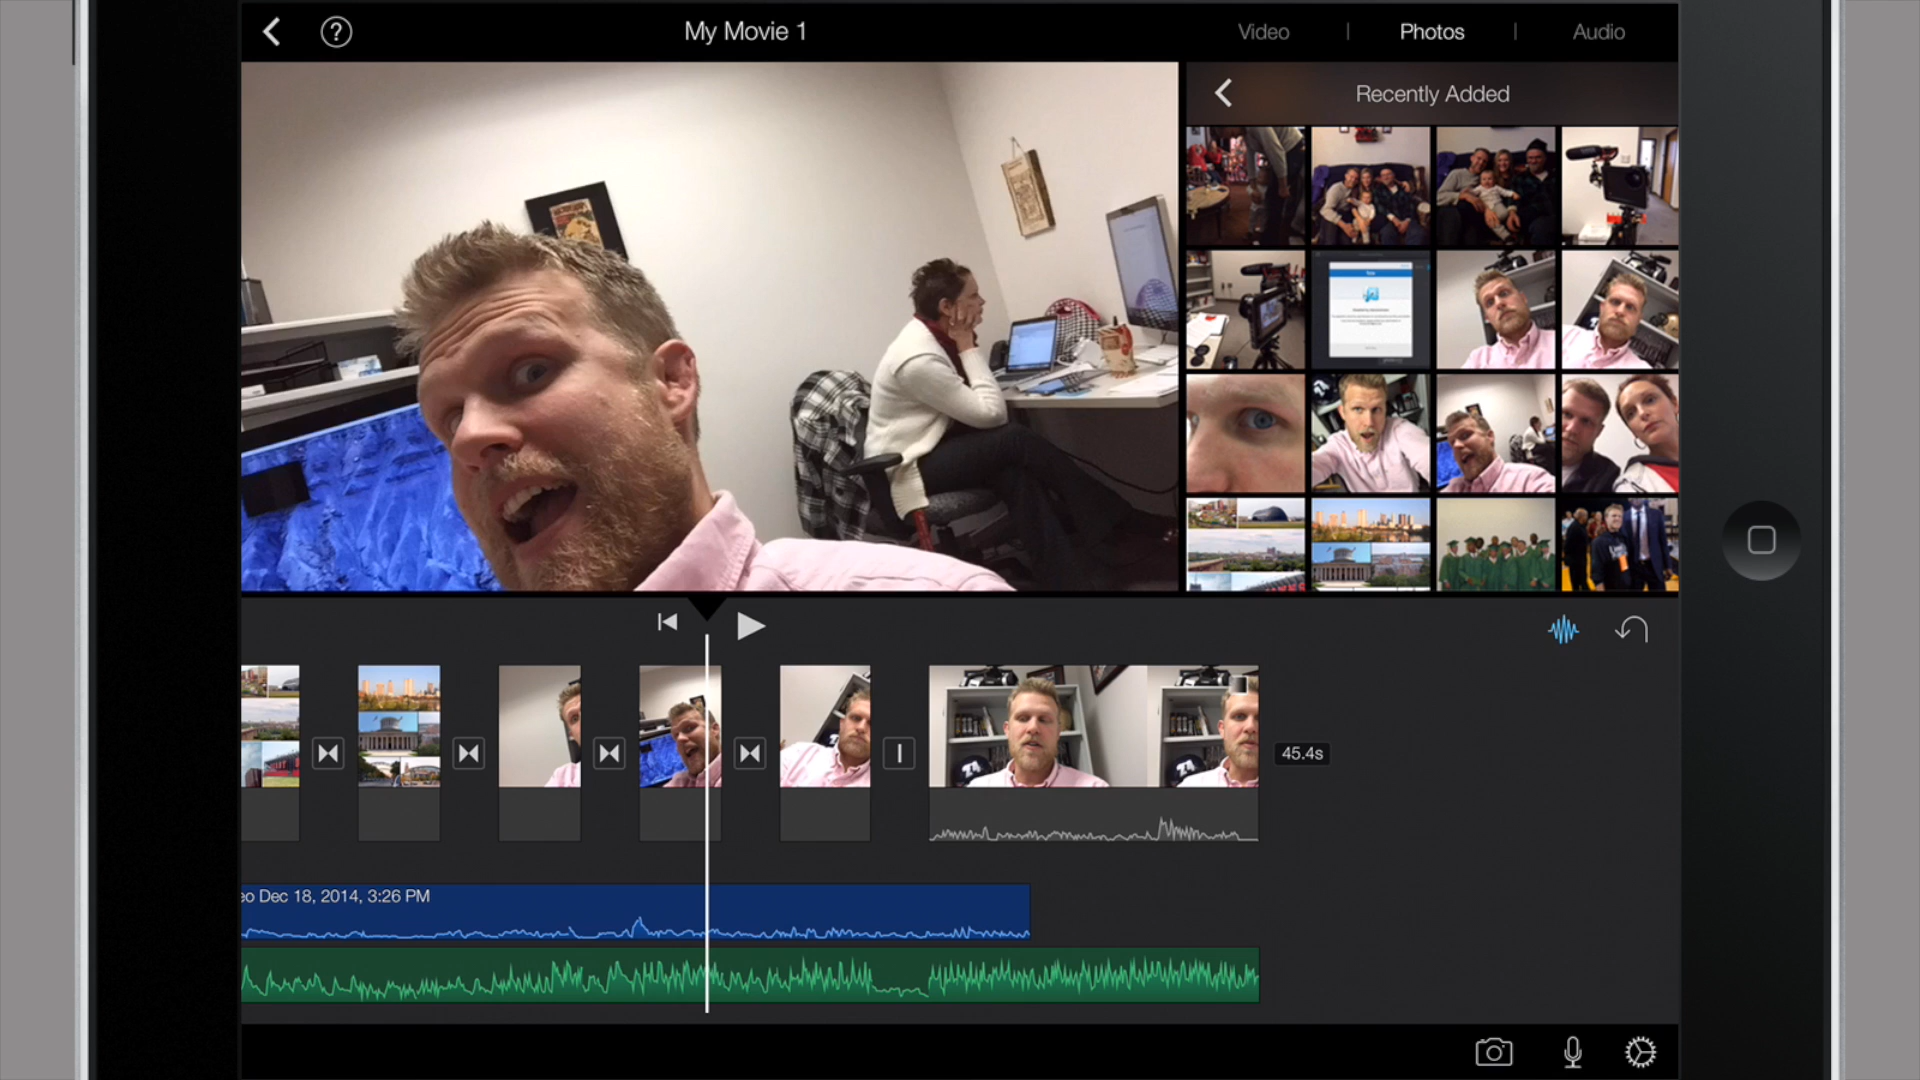 My Movie 1
Video
Photos
Audio
Recently Added
45.4s
eo Dec 18, 2014, 3:26 PM